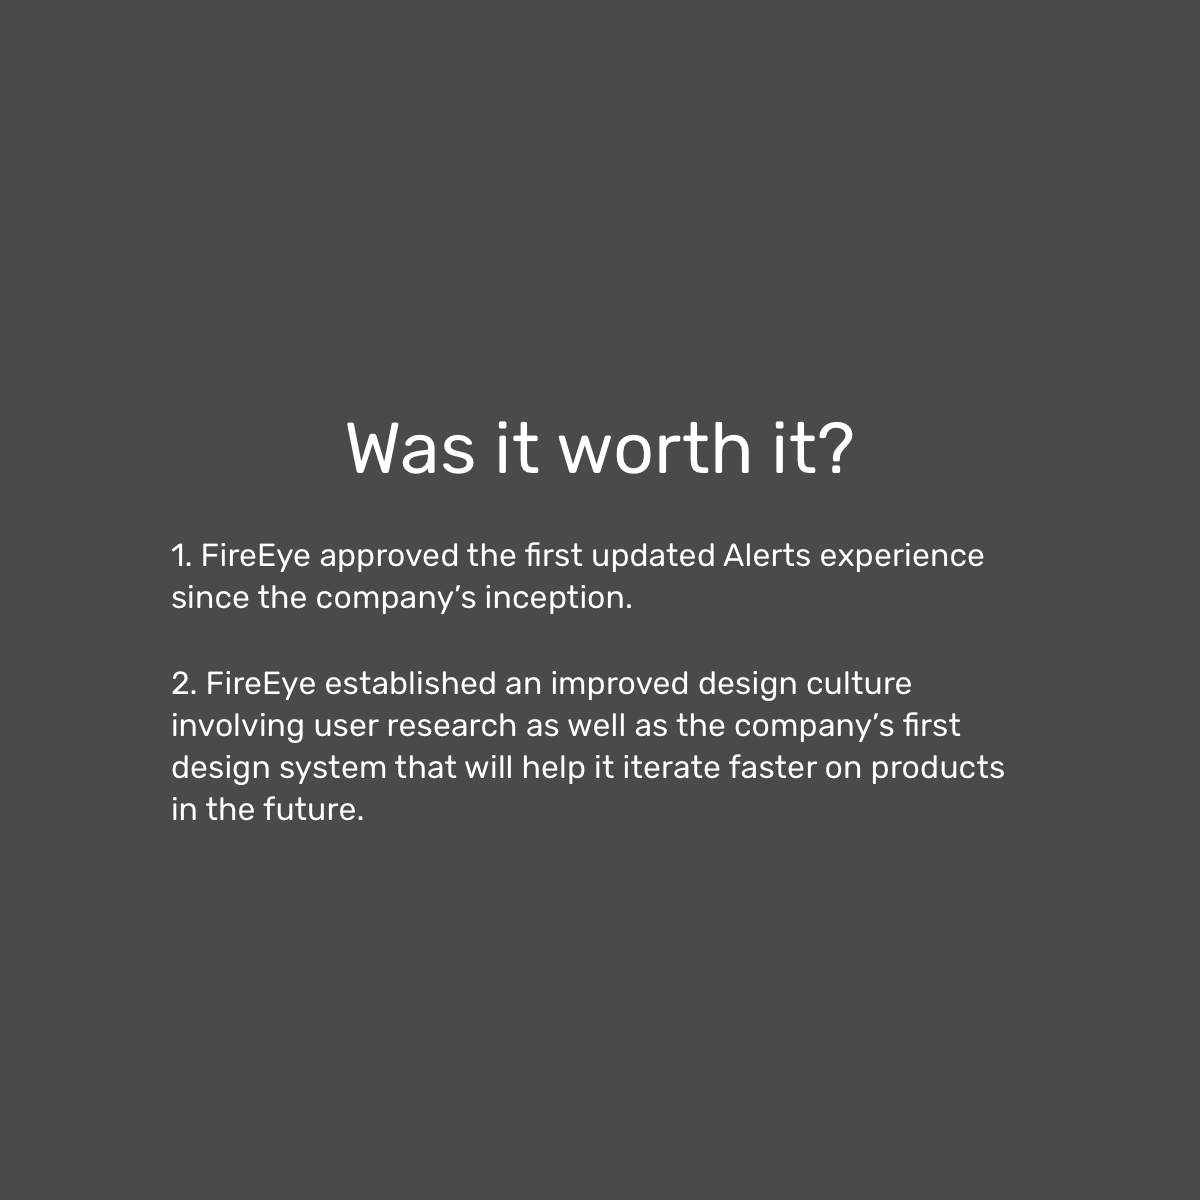 Was it worth it?
1. FireEye approved the first updated Alerts experience
since the company’s inception.
2. FireEye established an improved design culture
involving user research as well as the company’s first
design system that will help it iterate faster on products
in the future.